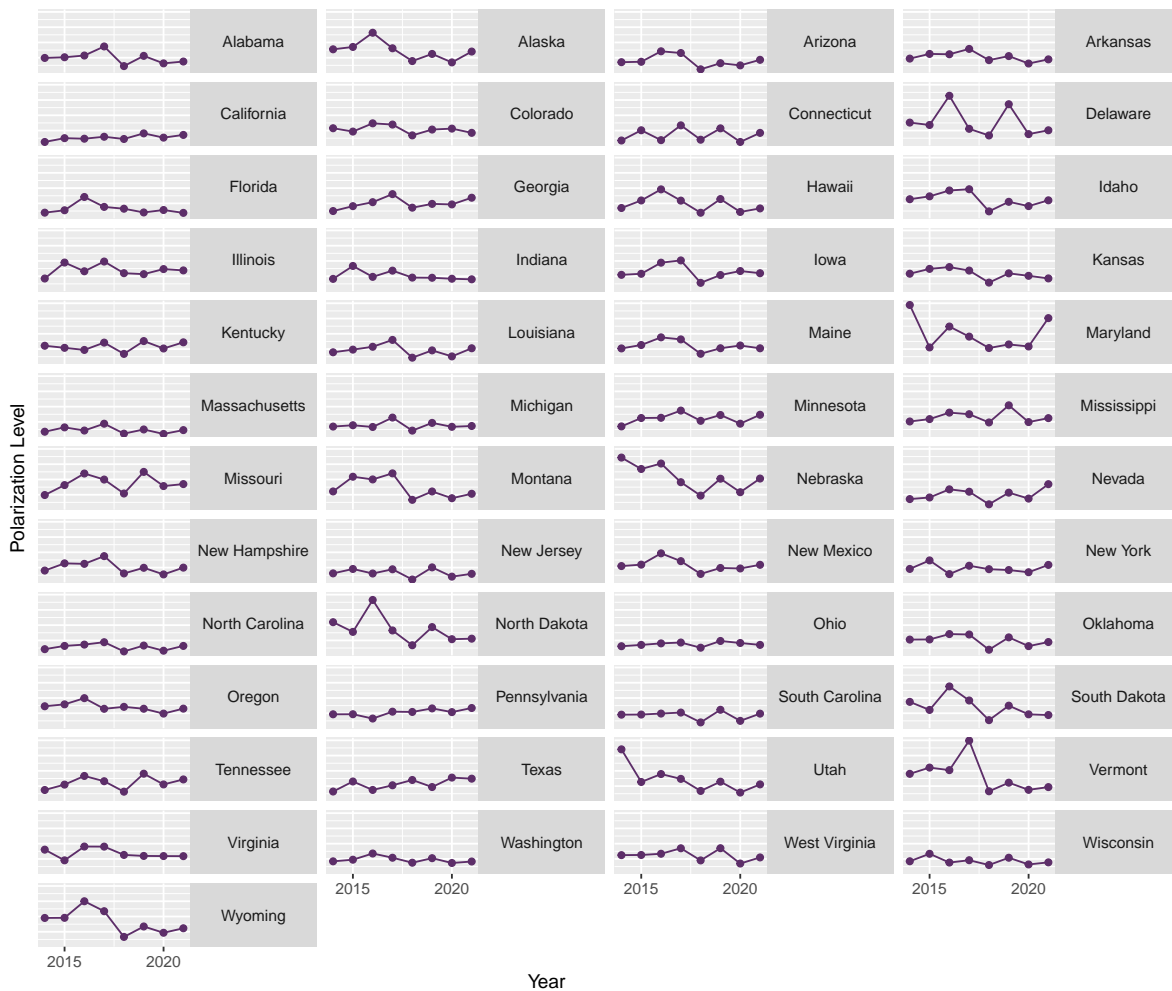 Alabama
Alaska
Arizona
Arkansas
California
Colorado
Connecticut
Delaware
Florida
Georgia
Hawaii
Idaho
Illinois
Indiana
Iowa
Kansas
Kentucky
Louisiana
Maine
Maryland
Massachusetts
Michigan
Minnesota
Mississippi
Missouri
Montana
Nebraska
Nevada
New Hampshire
New Jersey
New Mexico
New York
North Carolina
North Dakota
Ohio
Oklahoma
Oregon
Pennsylvania
South Carolina
South Dakota
Tennessee
Texas
Utah
Vermont
Virginia
Washington
West Virginia
Wisconsin
2015 2020
2015 2020
2015 2020
Wyoming
2015 2020
Year
Polarization Level